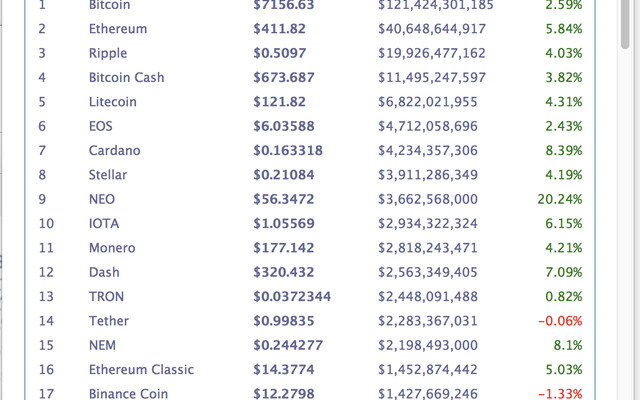 1 Bitcoin $7156.63 $121,424,301,185 2.59%
2 Ethereum $411.82 $40,648,644,917 5.84%
3 Ripple $0.5097 $19,926,477,162 4.03%
4 Bitcoin Cash $673.687 $11,495,247,597 3.82%
5 Litecoin $121.82 $6,822,021,955 4.31%
6 EOS $6.03588 $4,712,058,696 2.43%
7 Cardano $0.163318 $4,234,357,306 8.39%
8 Stellar $0.21084 $3,911,286,349 4.19%
9 NEO $56.3472 $3,662,568,000 20.24%
10 IOTA $1.05569 $2,934,322,324 6.15%
11 Monero $177.142 $2,818,243,471 4.21%
12 Dash $320.432 $2,563,349,405 7.09%
13 TRON $0.0372344 $2,448,091,488 0.82%
14 Tether $0.99835 $2,283,367,031 -0.06%
15 NEM $0.244277 $2,198,493,000 8.1%
16 Ethereum Classic $14.3774 $1,452,874,442 5.03%
17 Binance Coin $12.2798 $1,427,669,246 -1.33%